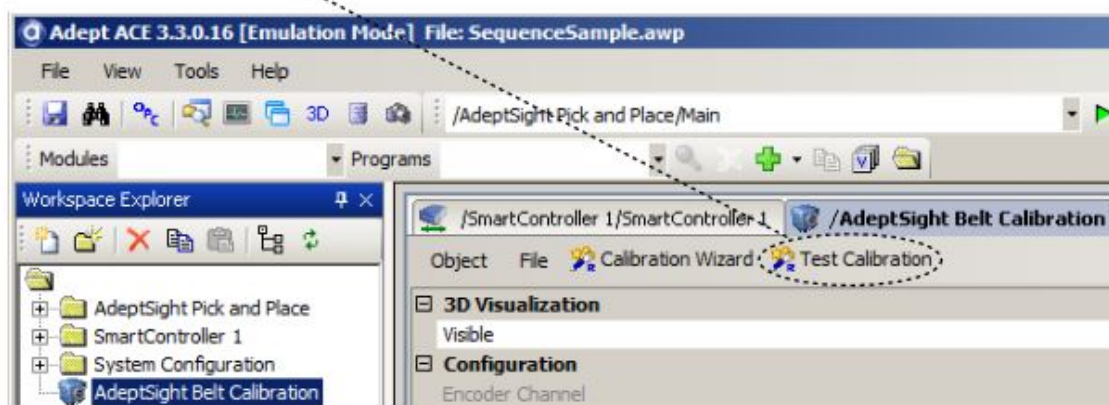 Adept ACE 3.3.0.16 [Emulation Mode] File: SequenceSample.awp
File View Tools Help
OPC 3D /AdeptSight Pick and Place/Main
Modules Programs
Workspace Explorer
/SmartController 1/SmartController 1 /AdeptSight Belt Calibration
Object File Calibration Wizard Test Calibration
AdeptSight Pick and Place
SmartController 1
System Configuration
AdeptSight Belt Calibration
3D Visualization
Visible
Configuration
Encoder Channel